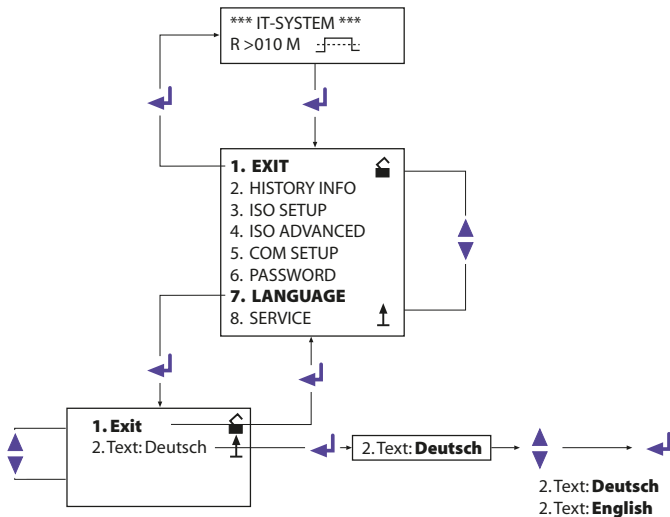 *** IT-SYSTEM ***
R >010 M
1. EXIT
2. HISTORY INFO
3. ISO SETUP
4. ISO ADVANCED
5. COM SETUP
6. PASSWORD
7. LANGUAGE
8. SERVICE
1. Exit
2. Text: Deutsch
2. Text: Deutsch
2. Text: Deutsch
2. Text: English